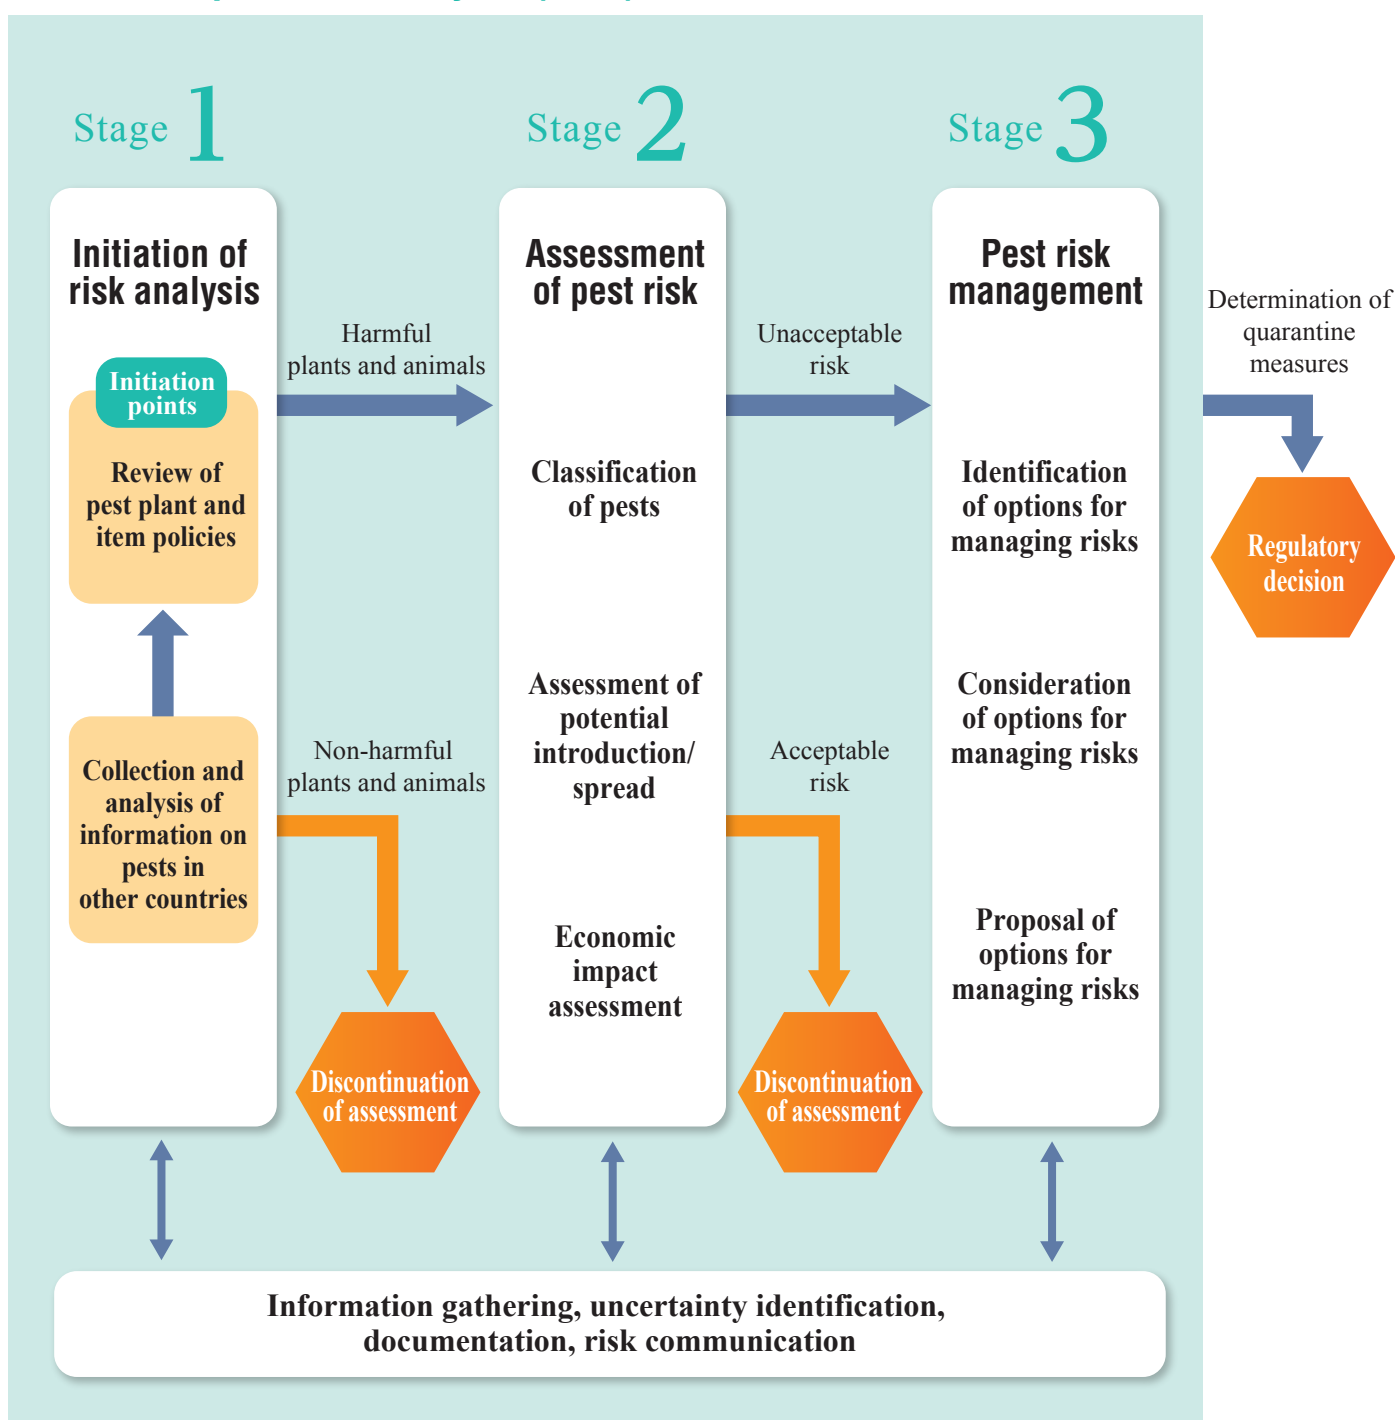 Stage 1
Initiation of
risk analysis
Initiation
points
Review of
pest plant and
item policies
Collection and
analysis of
information on
pests in
other countries
Harmful
plants and animals
Non-harmful
plants and animals
Discontinuation
of assessment
Stage 2
Assessment
of pest risk
Classification
of pests
Assessment of
potential
introduction/
spread
Economic
impact
assessment
Unacceptable
risk
Acceptable
risk
Discontinuation
of assessment
Stage 3
Pest risk
management
Identification
of options for
managing risks
Consideration
of options for
managing risks
Proposal of
options for
managing risks
Determination of
quarantine
measures
Regulatory
decision
Information gathering, uncertainty identification,
documentation, risk communication